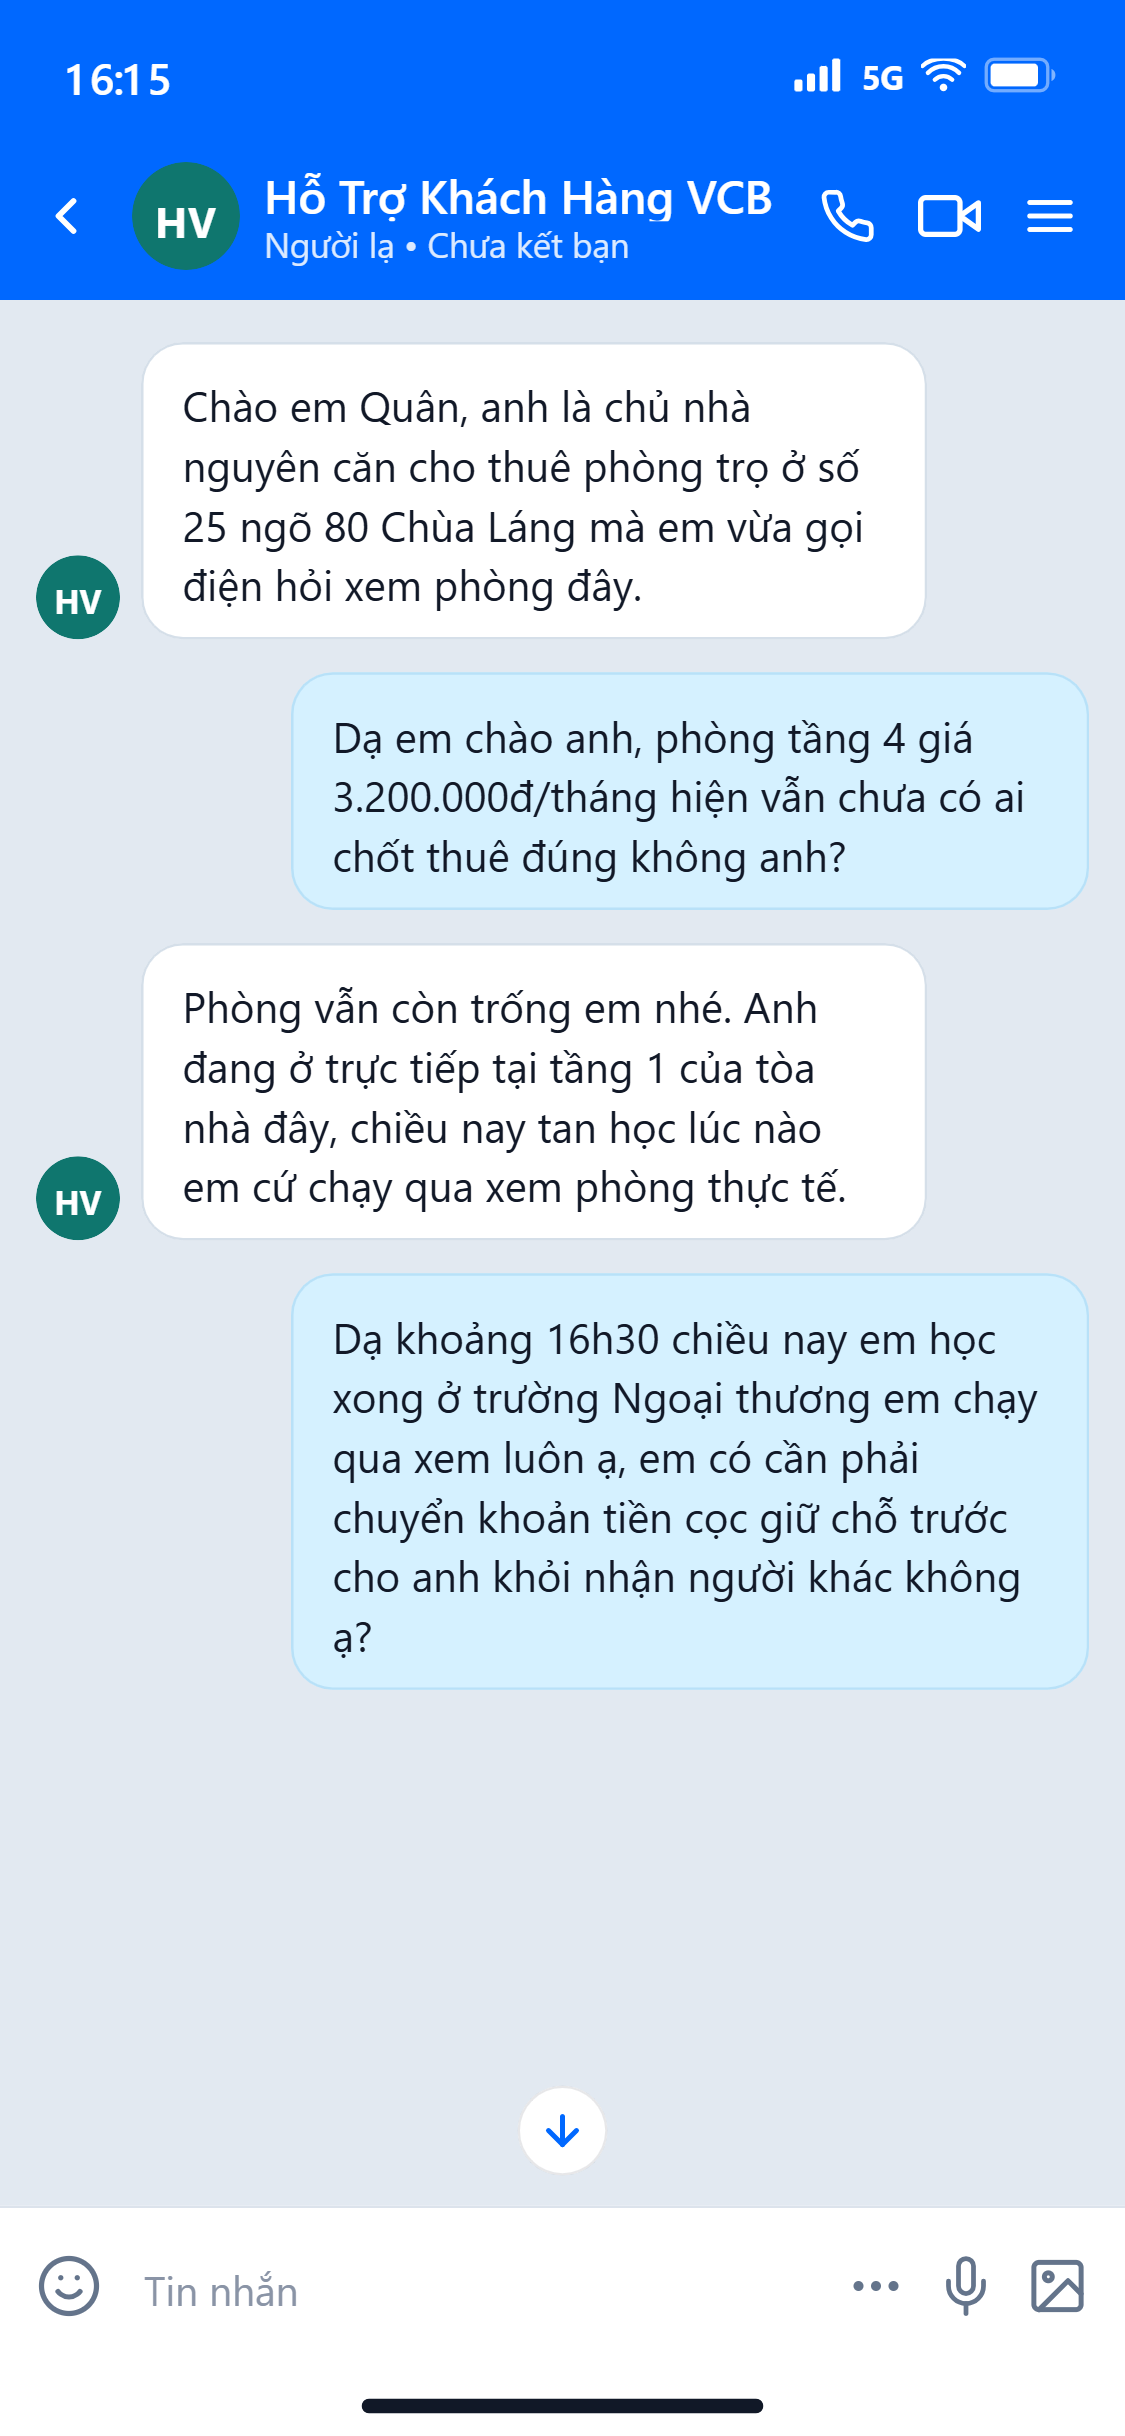 16:15
5G
HV
Hỗ Trợ Khách Hàng VCB
Người lạ • Chưa kết bạn
Chào em Quân, anh là chủ nhà
nguyên căn cho thuê phòng trọ ở số
25 ngõ 80 Chùa Láng mà em vừa gọi
điện hỏi xem phòng đây.
HV
Dạ em chào anh, phòng tầng 4 giá
3.200.000đ/tháng hiện vẫn chưa có ai
chốt thuê đúng không anh?
Phòng vẫn còn trống em nhé. Anh
đang ở trực tiếp tại tầng 1 của tòa
nhà đây, chiều nay tan học lúc nào
em cứ chạy qua xem phòng thực tế.
HV
Dạ khoảng 16h30 chiều nay em học
xong ở trường Ngoại thương em chạy
qua xem luôn ạ, em có cần phải
chuyển khoản tiền cọc giữ chỗ trước
cho anh khỏi nhận người khác không
ạ?
Tin nhắn